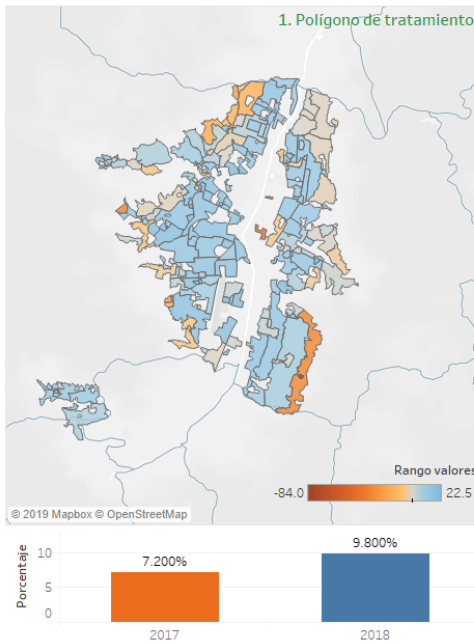 1. Polígono de tratamiento
Rango valores
-84.0 22.5
© 2019 Mapbox © OpenStreetMap
Porcentaje
10
5
0
7.200%
9.800%
2017
2018